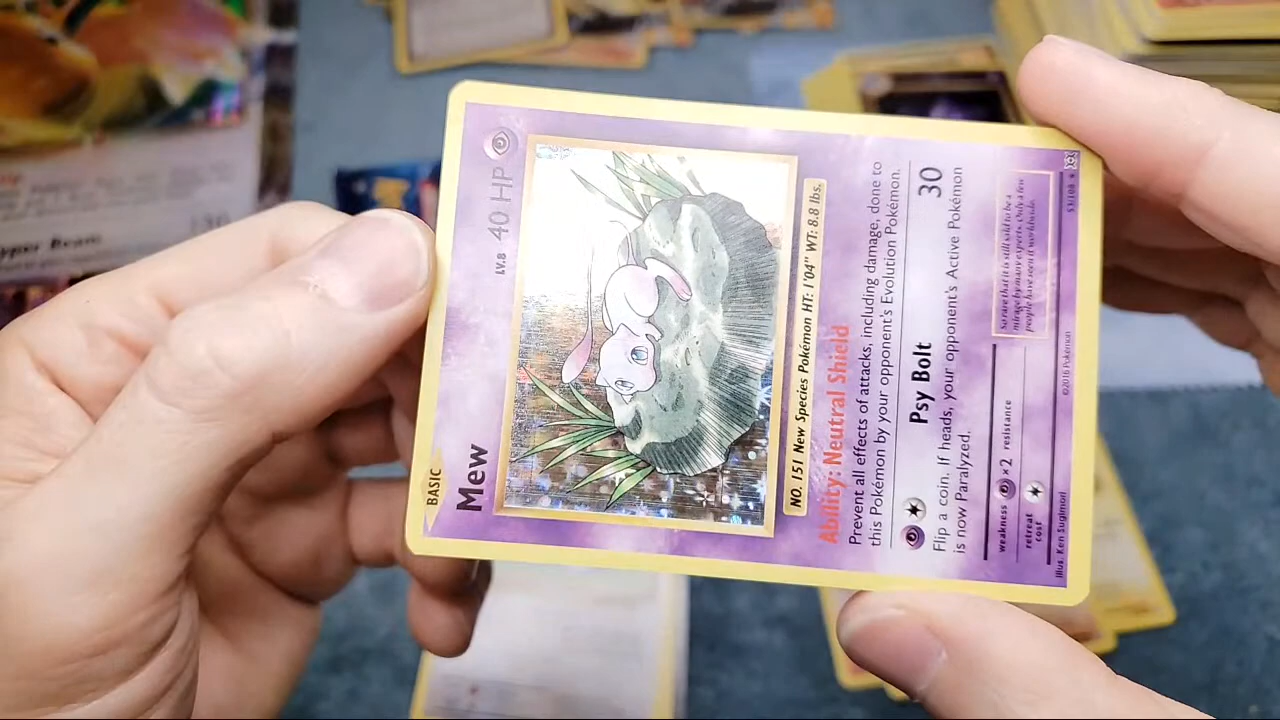 BASIC
Mew LV.8 40 HP
NO. 151 New Species Pokémon HT: 1'04" WT: 8.8 lbs.
Ability: Neutral Shield
Prevent all effects of attacks, including damage, done to
this Pokémon by your opponent's Evolution Pokémon.
Psy Bolt 30
Flip a coin. If heads, your opponent's Active Pokémon
is now Paralyzed.
weakness ×2 resistance
retreat
cost
So rare that it is still said to be a
mirage by many experts. Only a few
people have seen it worldwide.
Illus. Ken Sugimori ©2016 Pokémon 53/108
yper Beam